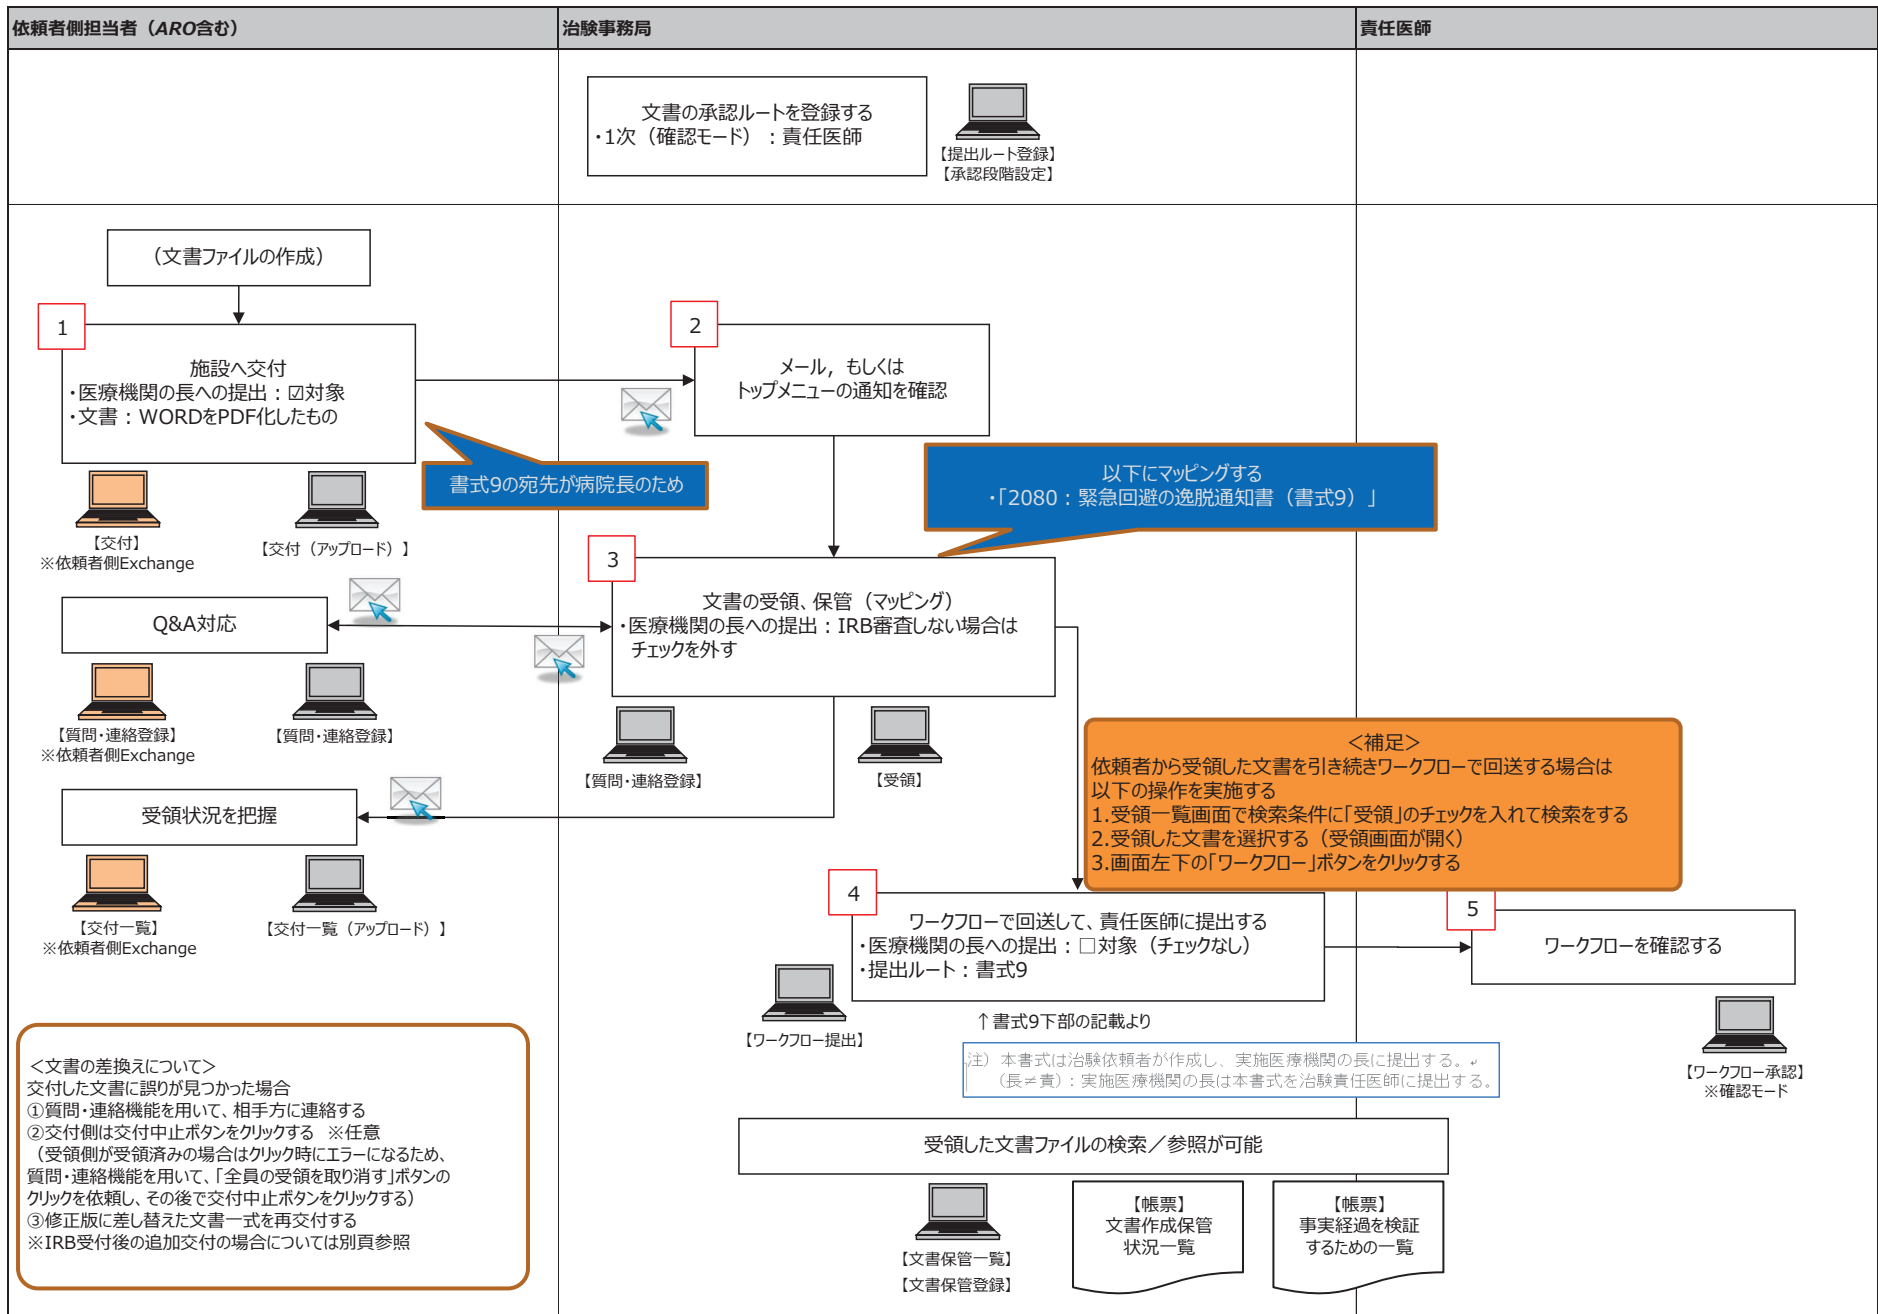 依頼者側担当者（ARO含む）
治験事務局
責任医師
文書の承認ルートを登録する
・1次（確認モード）：責任医師
【提出ルート登録】
【承認段階設定】
（文書ファイルの作成）
1
施設へ交付
・医療機関の長への提出：☑対象
・文書：WORDをPDF化したもの
2
メール，もしくは
トップメニューの通知を確認
書式9の宛先が病院長のため
以下にマッピングする
・「2080：緊急回避の逸脱通知書（書式9）」
【交付】
※依頼者側Exchange
【交付（アップロード）】
3
文書の受領、保管（マッピング）
・医療機関の長への提出：IRB審査しない場合は
チェックを外す
Q&A対応
【質問・連絡登録】
※依頼者側Exchange
【質問・連絡登録】
【質問・連絡登録】
【受領】
受領状況を把握
【交付一覧】
※依頼者側Exchange
【交付一覧（アップロード）】
＜補足＞
依頼者から受領した文書を引き続きワークフローで回送する場合は
以下の操作を実施する
1.受領一覧画面で検索条件に「受領」のチェックを入れて検索をする
2.受領した文書を選択する（受領画面が開く）
3.画面左下の「ワークフロー」ボタンをクリックする
4
ワークフローで回送して、責任医師に提出する
・医療機関の長への提出：□対象（チェックなし）
・提出ルート：書式9
5
ワークフローを確認する
【ワークフロー提出】
↑書式9下部の記載より
注）本書式は治験依頼者が作成し、実施医療機関の長に提出する。↵
（長≠責）：実施医療機関の長は本書式を治験責任医師に提出する。
【ワークフロー承認】
※確認モード
＜文書の差換えについて＞
交付した文書に誤りが見つかった場合
①質問・連絡機能を用いて、相手方に連絡する
②交付側は交付中止ボタンをクリックする　※任意
（受領側が受領済みの場合はクリック時にエラーになるため、
質問・連絡機能を用いて、「全員の受領を取り消す」ボタンの
クリックを依頼し、その後で交付中止ボタンをクリックする）
③修正版に差し替えた文書一式を再交付する
※IRB受付後の追加交付の場合については別頁参照
受領した文書ファイルの検索／参照が可能
【文書保管一覧】
【文書保管登録】
【帳票】
文書作成保管
状況一覧
【帳票】
事実経過を検証
するための一覧